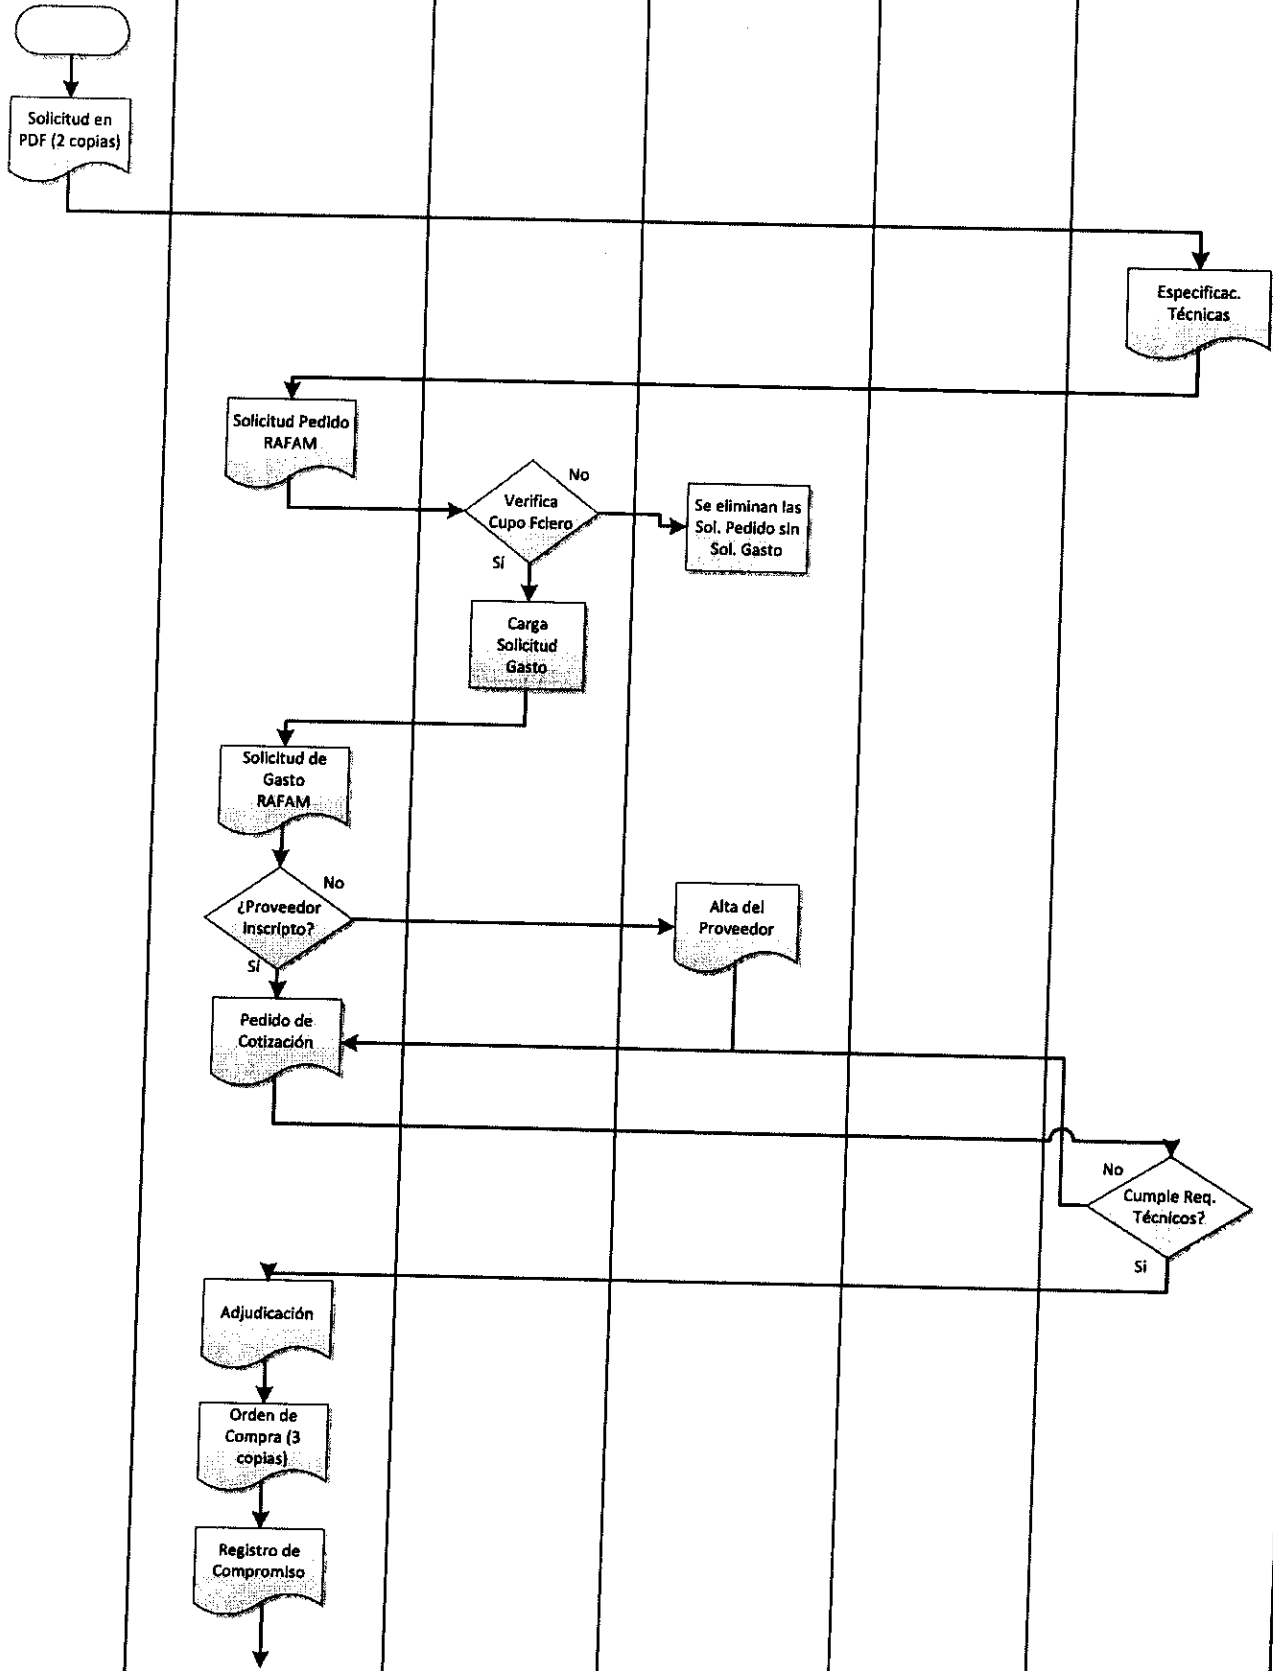 Solicitud en
PDF (2 copias)
Especificac.
Técnicas
Solicitud Pedido
RAFAM
Verifica
Cupo Fciero
No
Sí
Se eliminan las
Sol. Pedido sin
Sol. Gasto
Carga
Solicitud
Gasto
Solicitud de
Gasto
RAFAM
¿Proveedor
Inscripto?
No
Sí
Alta del
Proveedor
Pedido de
Cotización
No
Cumple Req.
Técnicos?
Si
Adjudicación
Orden de
Compra (3
copias)
Registro de
Compromiso